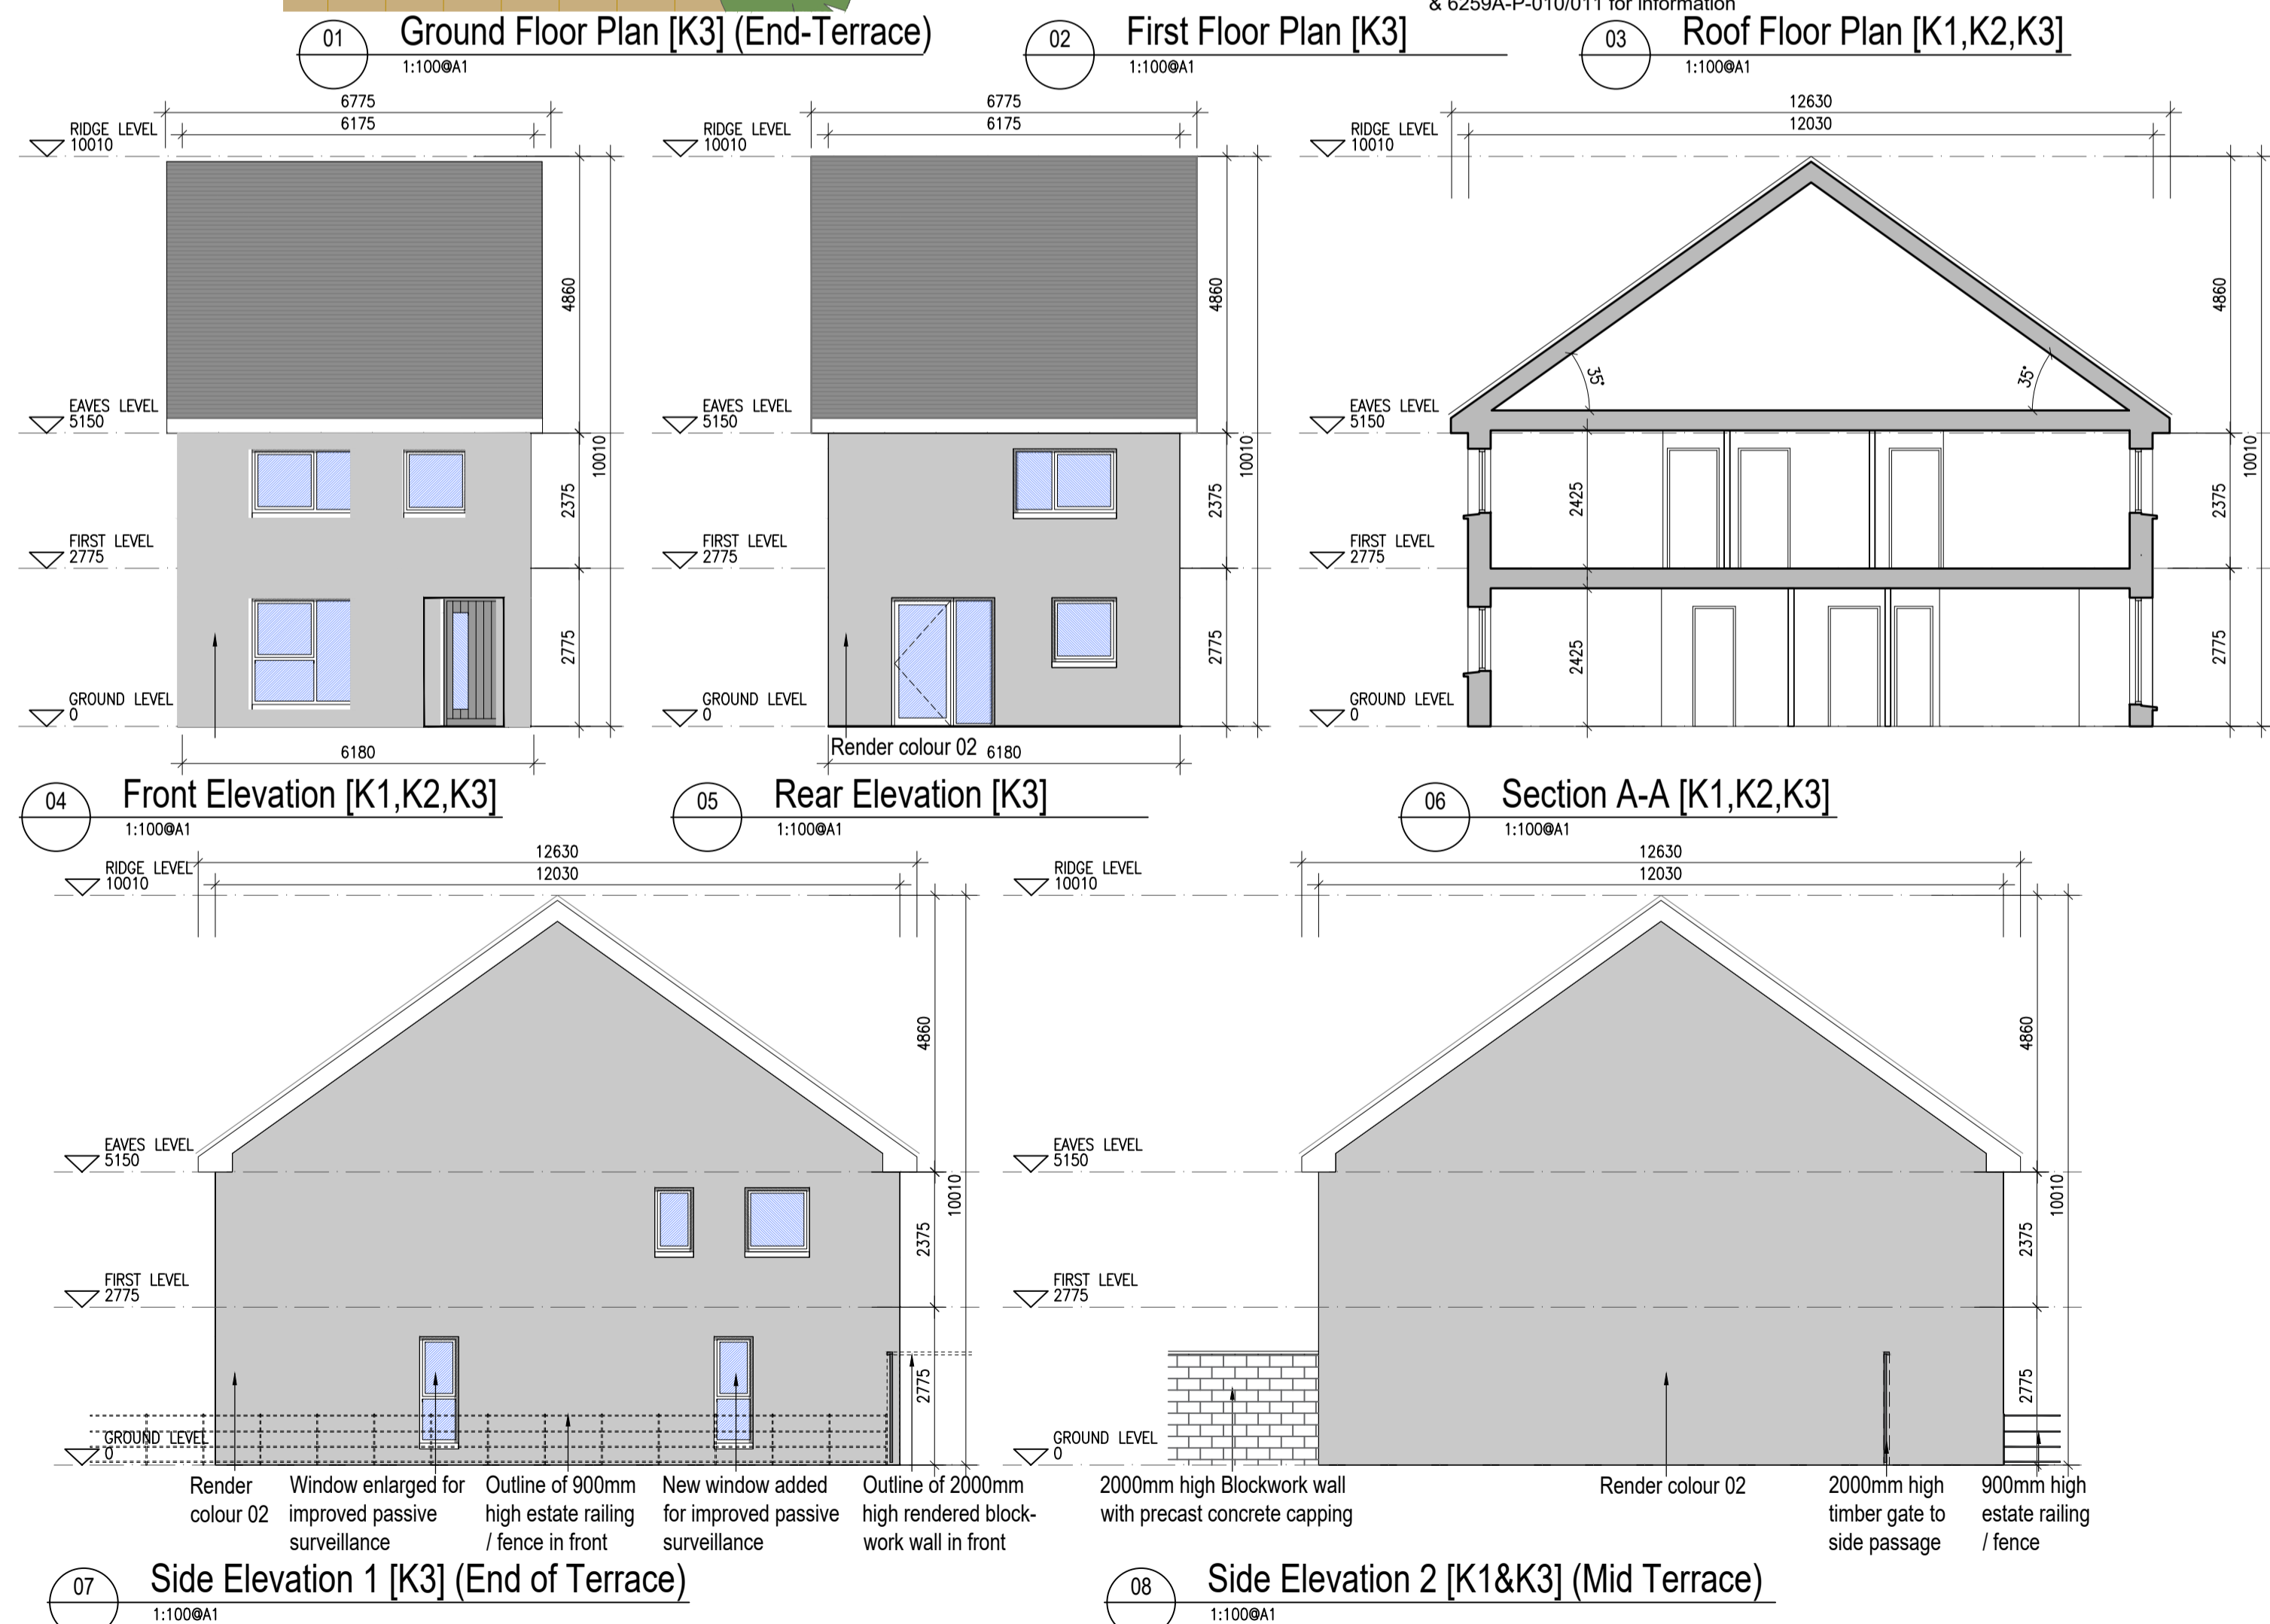 & 6259A-P-010/011 for information
01
Ground Floor Plan [K3] (End-Terrace)
1:100@A1
02
First Floor Plan [K3]
1:100@A1
03
Roof Floor Plan [K1,K2,K3]
1:100@A1
6775
6175
RIDGE LEVEL
10010
EAVES LEVEL
5150
FIRST LEVEL
2775
GROUND LEVEL
0
4860
10010
2375
2775
6180
04
Front Elevation [K1,K2,K3]
1:100@A1
6775
6175
RIDGE LEVEL
10010
EAVES LEVEL
5150
FIRST LEVEL
2775
GROUND LEVEL
0
4860
10010
2375
2775
Render colour 02
6180
05
Rear Elevation [K3]
1:100@A1
12630
12030
RIDGE LEVEL
10010
35°
35°
EAVES LEVEL
5150
FIRST LEVEL
2775
GROUND LEVEL
0
2425
2425
4860
10010
2375
2775
06
Section A-A [K1,K2,K3]
1:100@A1
12630
12030
RIDGE LEVEL
10010
EAVES LEVEL
5150
FIRST LEVEL
2775
GROUND LEVEL
0
4860
10010
2375
2775
Render
colour 02
Window enlarged for
improved passive
surveillance
Outline of 900mm
high estate railing
/ fence in front
New window added
for improved passive
surveillance
Outline of 2000mm
high rendered block-
work wall in front
07
Side Elevation 1 [K3] (End of Terrace)
1:100@A1
12630
12030
RIDGE LEVEL
10010
EAVES LEVEL
5150
FIRST LEVEL
2775
GROUND LEVEL
0
4860
10010
2375
2775
2000mm high Blockwork wall
with precast concrete capping
Render colour 02
2000mm high
timber gate to
side passage
900mm high
estate railing
/ fence
08
Side Elevation 2 [K1&K3] (Mid Terrace)
1:100@A1